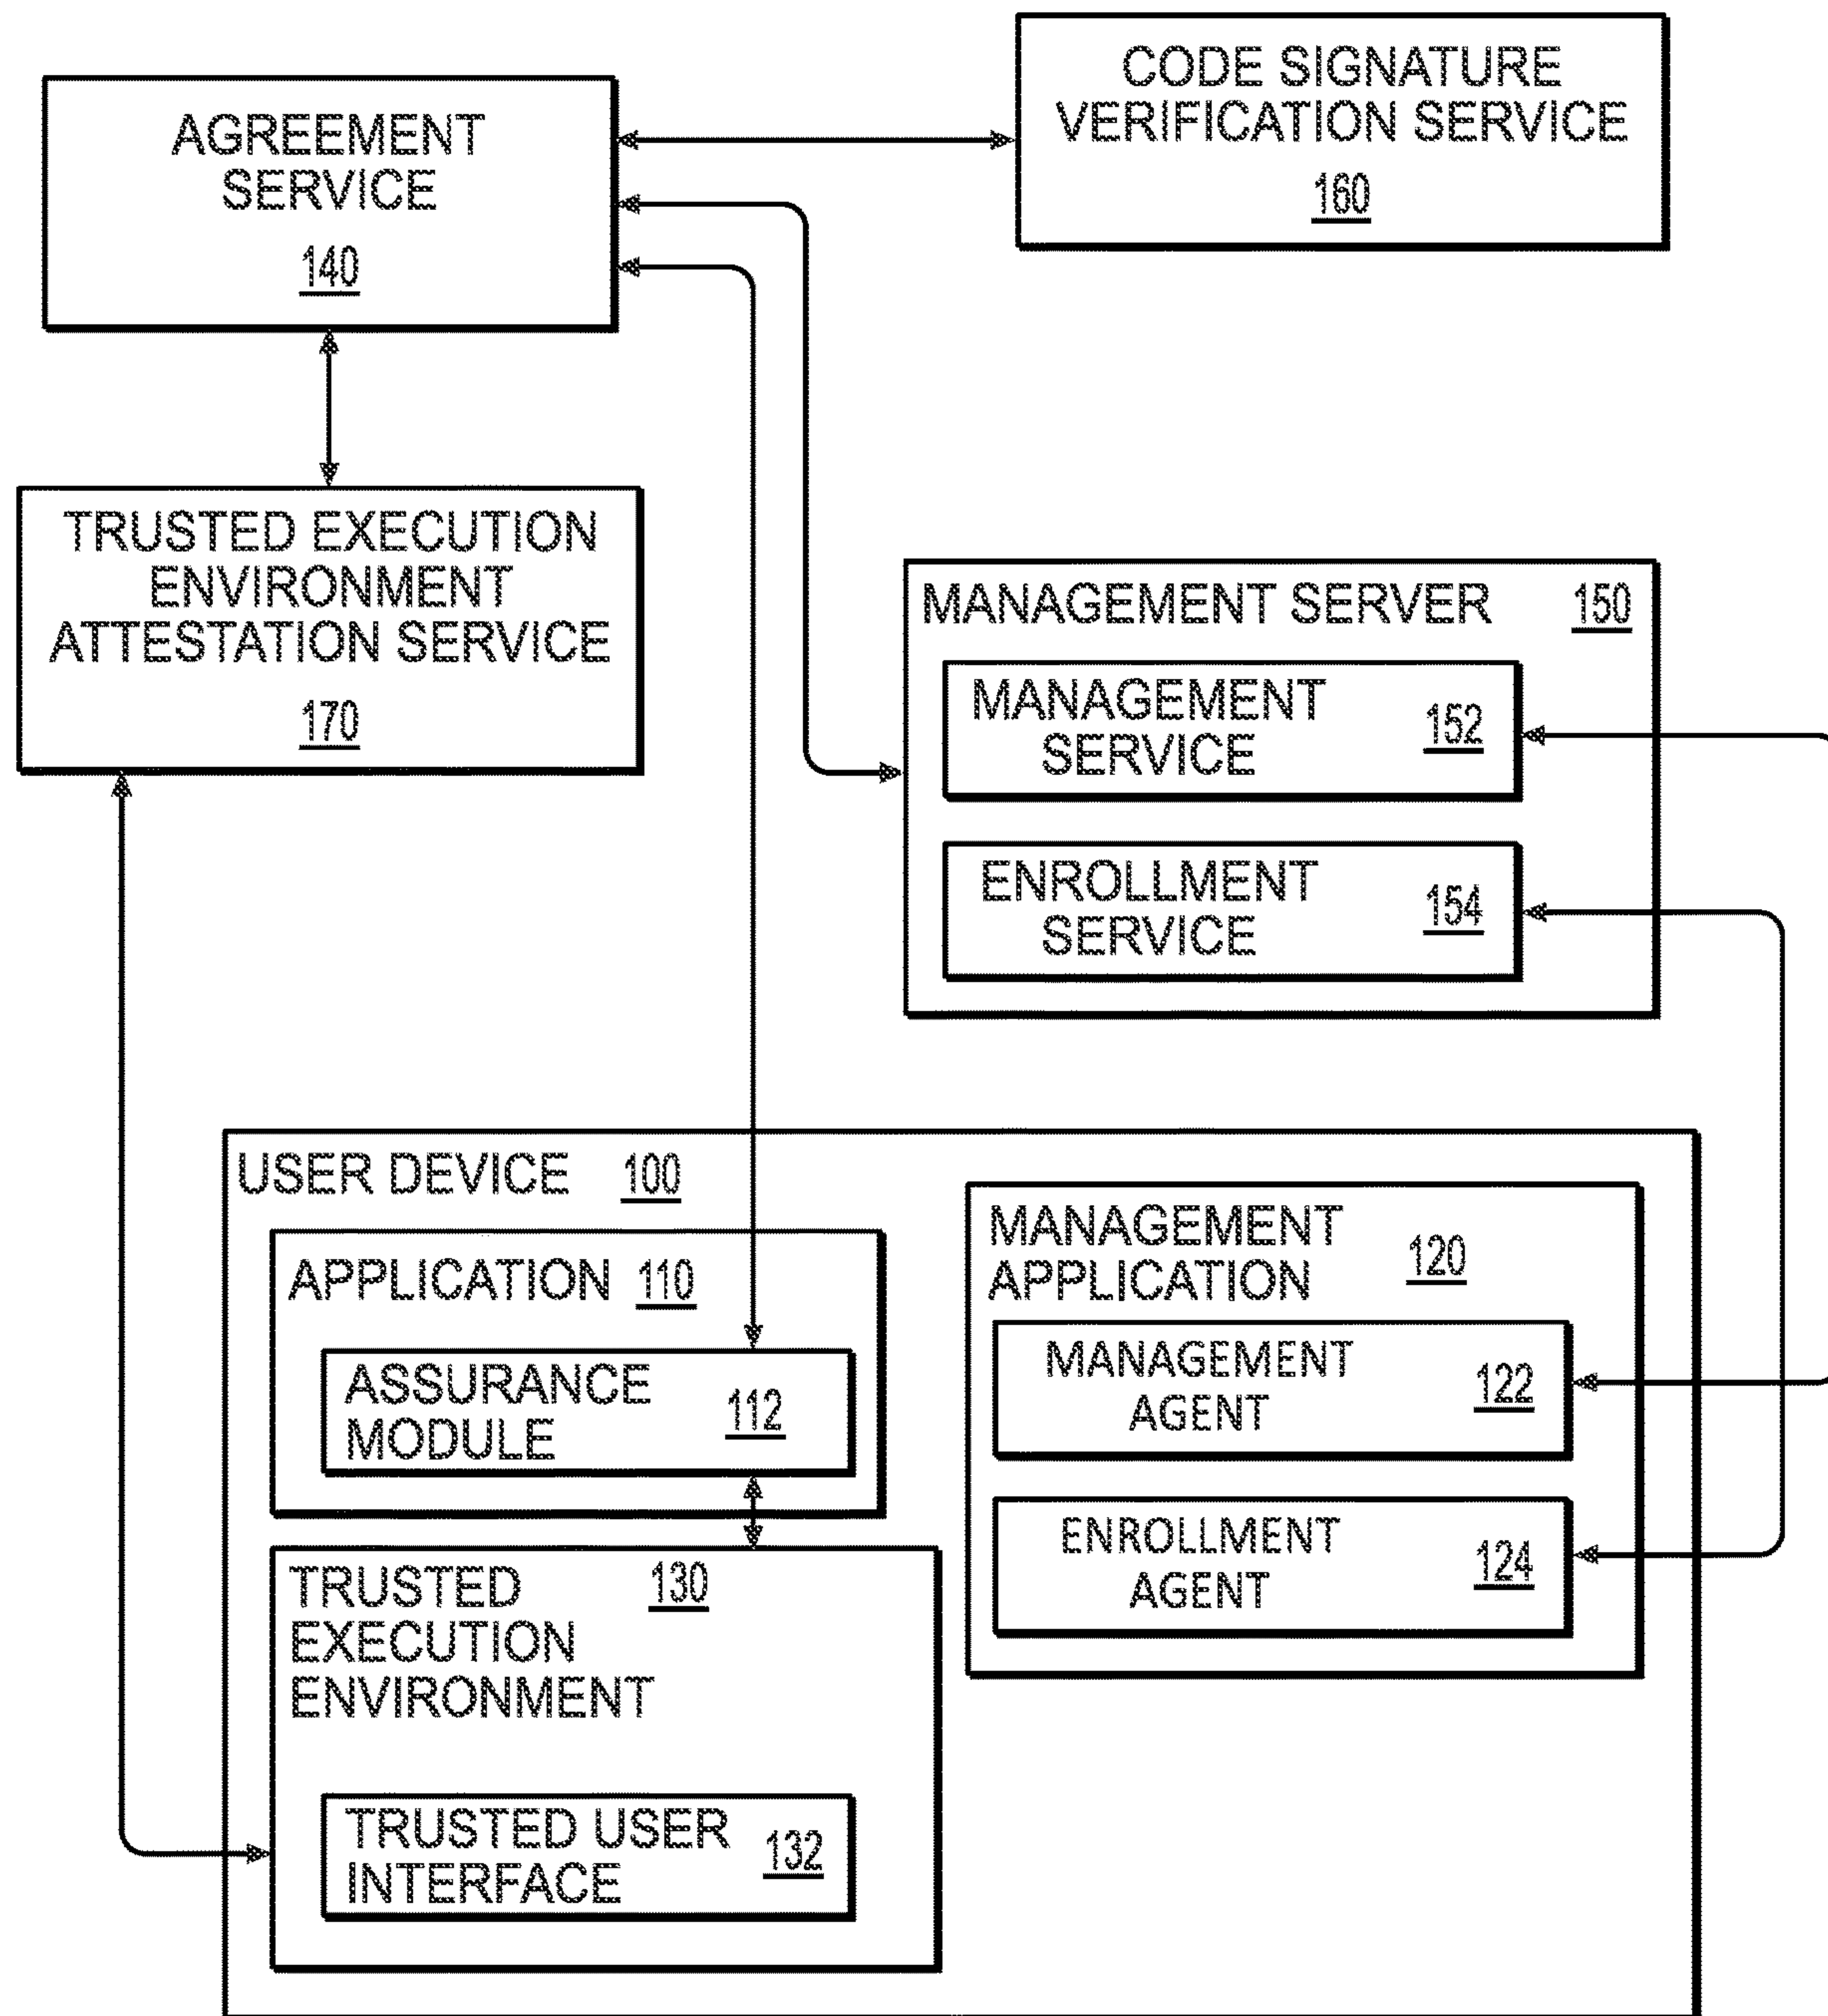 AGREEMENT
SERVICE
140
CODE SIGNATURE
VERIFICATION SERVICE
160
TRUSTED EXECUTION
ENVIRONMENT
ATTESTATION SERVICE
170
MANAGEMENT SERVER 150
MANAGEMENT
SERVICE
152
ENROLLMENT
SERVICE
154
USER DEVICE 100
APPLICATION 110
ASSURANCE
MODULE
112
MANAGEMENT
APPLICATION
120
MANAGEMENT
AGENT
122
ENROLLMENT
AGENT
124
TRUSTED
EXECUTION
ENVIRONMENT
130
TRUSTED USER
INTERFACE
132